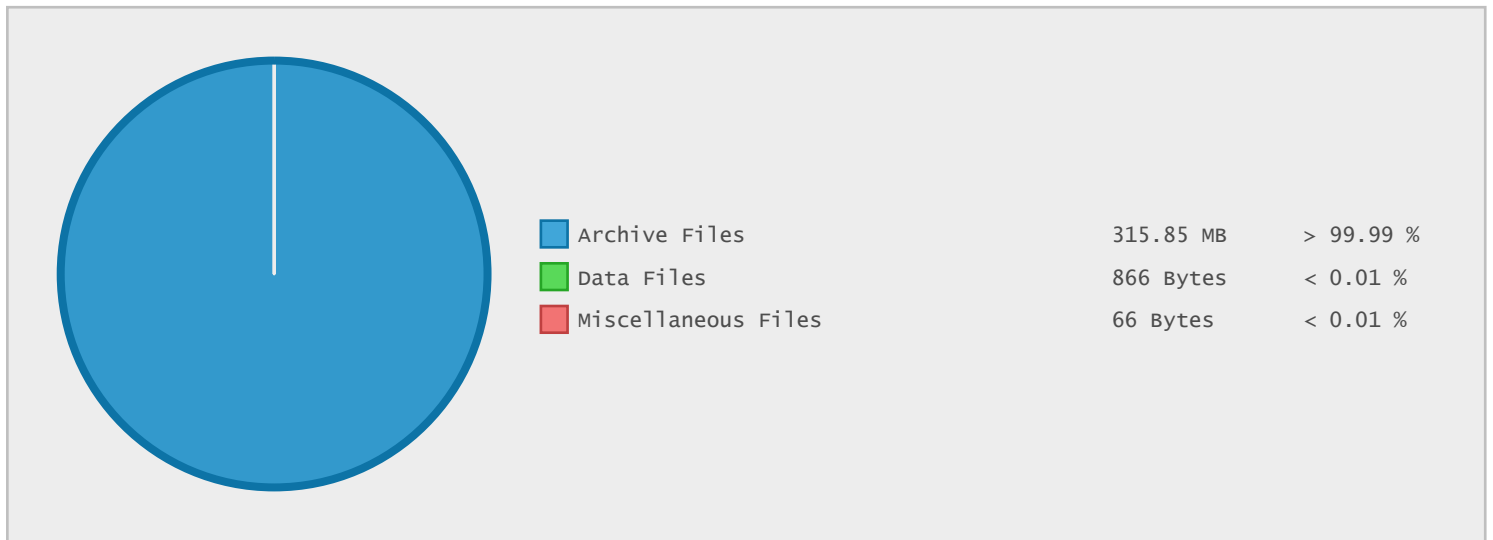 Archive Files 315.85 MB > 99.99 %
Data Files 866 Bytes < 0.01 %
Miscellaneous Files 66 Bytes < 0.01 %